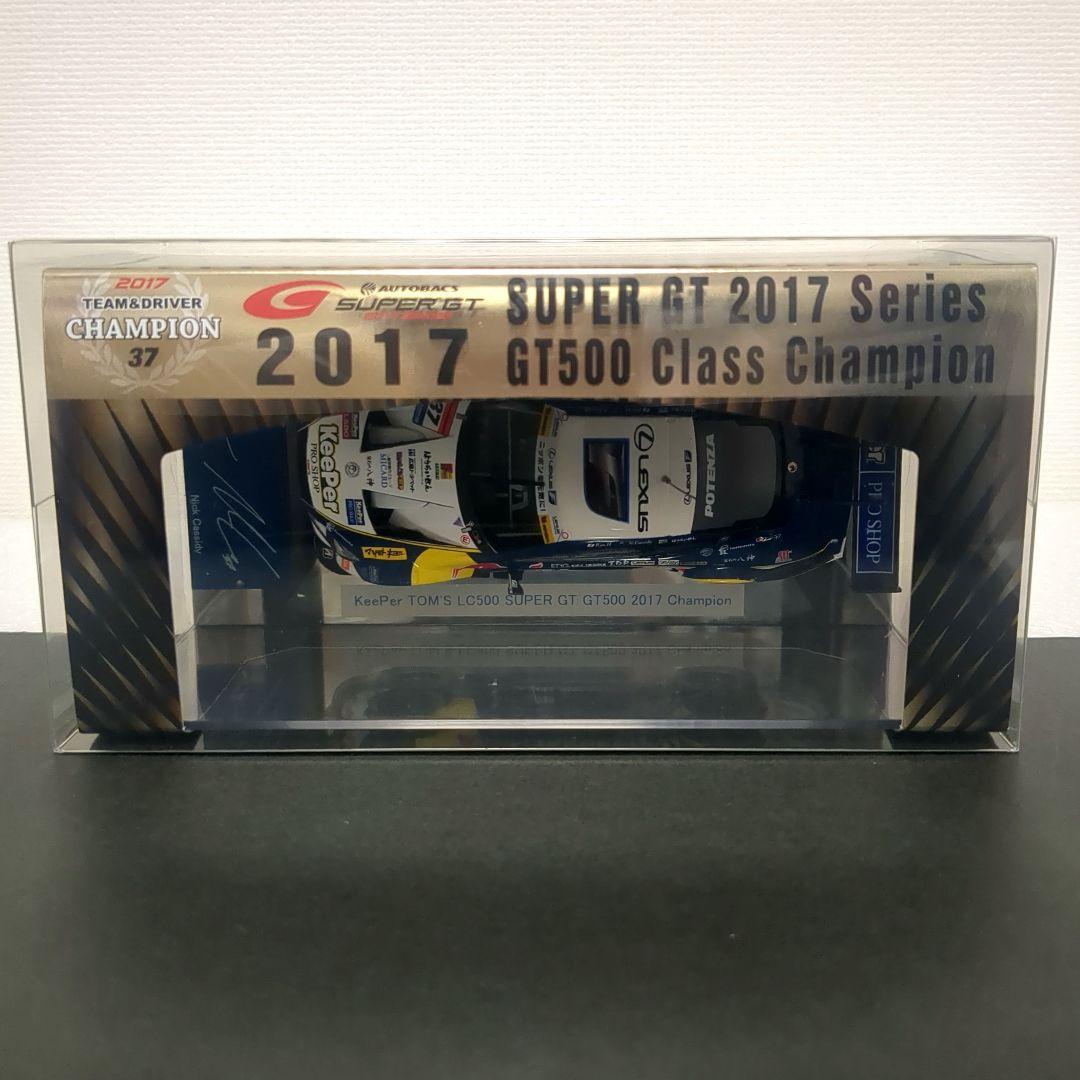 2017
TEAM&DRIVER
CHAMPION
37
AUTOBACS
SUPER GT
2017
SUPER GT 2017 Series
GT500 Class Champion
KeePer
PRO SHOP
37
LEXUS
POTENZA
PRO SHOP
Nick Cassidy
KeePer TOM'S LC500 SUPER GT GT500 2017 Champion